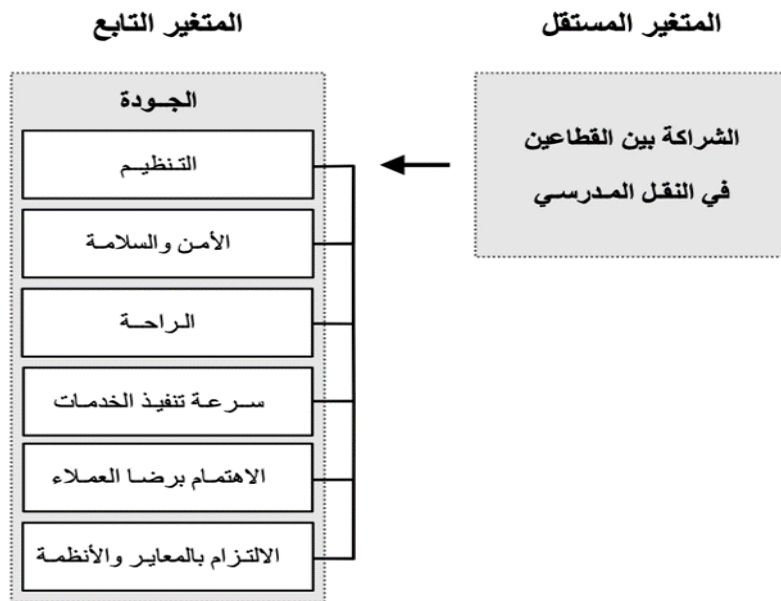 المتغير المستقل
المتغير التابع
الشراكة بين القطاعين
في النقل المدرسي
الجودة
التنظيم
الأمن والسلامة
الراحة
سرعة تنفيذ الخدمات
الاهتمام برضا العملاء
الالتزام بالمعاير والأنظمة